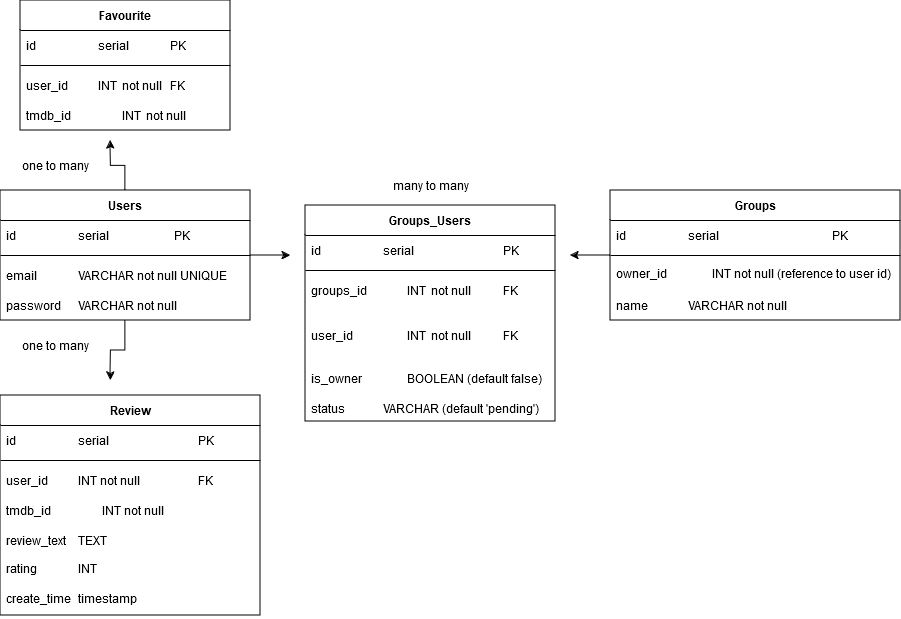 Favourite
id serial PK
user_id INT not null FK
tmdb_id INT not null
one to many
Users
id serial PK
email VARCHAR not null UNIQUE
password VARCHAR not null
one to many
Review
id serial PK
user_id INT not null FK
tmdb_id INT not null
review_text TEXT
rating INT
create_time timestamp
many to many
Groups_Users
id serial PK
groups_id INT not null FK
user_id INT not null FK
is_owner BOOLEAN (default false)
status VARCHAR (default 'pending')
Groups
id serial PK
owner_id INT not null (reference to user id)
name VARCHAR not null